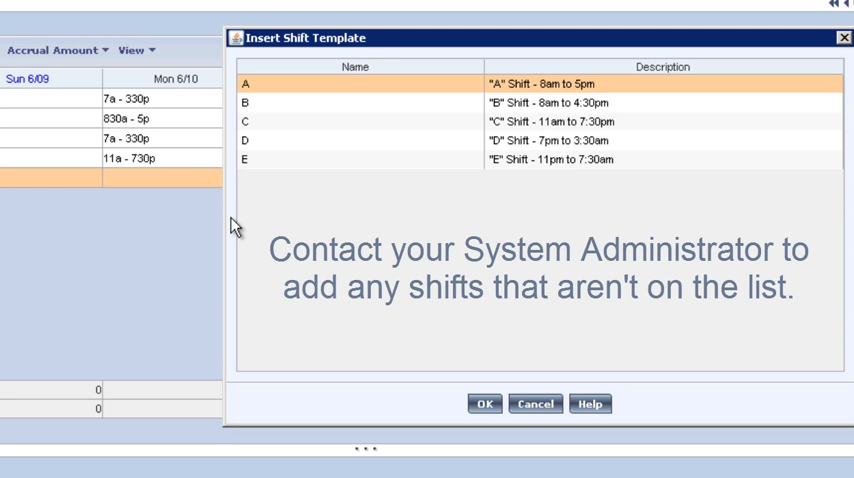 Insert Shift Template
Accrual Amount View
Sun 6/09 Mon 6/10
7a - 330p
830a - 5p
7a - 330p
11a - 730p
0
0
Name Description
A "A" Shift - 8am to 5pm
B "B" Shift - 8am to 4:30pm
C "C" Shift - 11am to 7:30pm
D "D" Shift - 7pm to 3:30am
E "E" Shift - 11pm to 7:30am
Contact your System Administrator to
add any shifts that aren't on the list.
OK Cancel Help